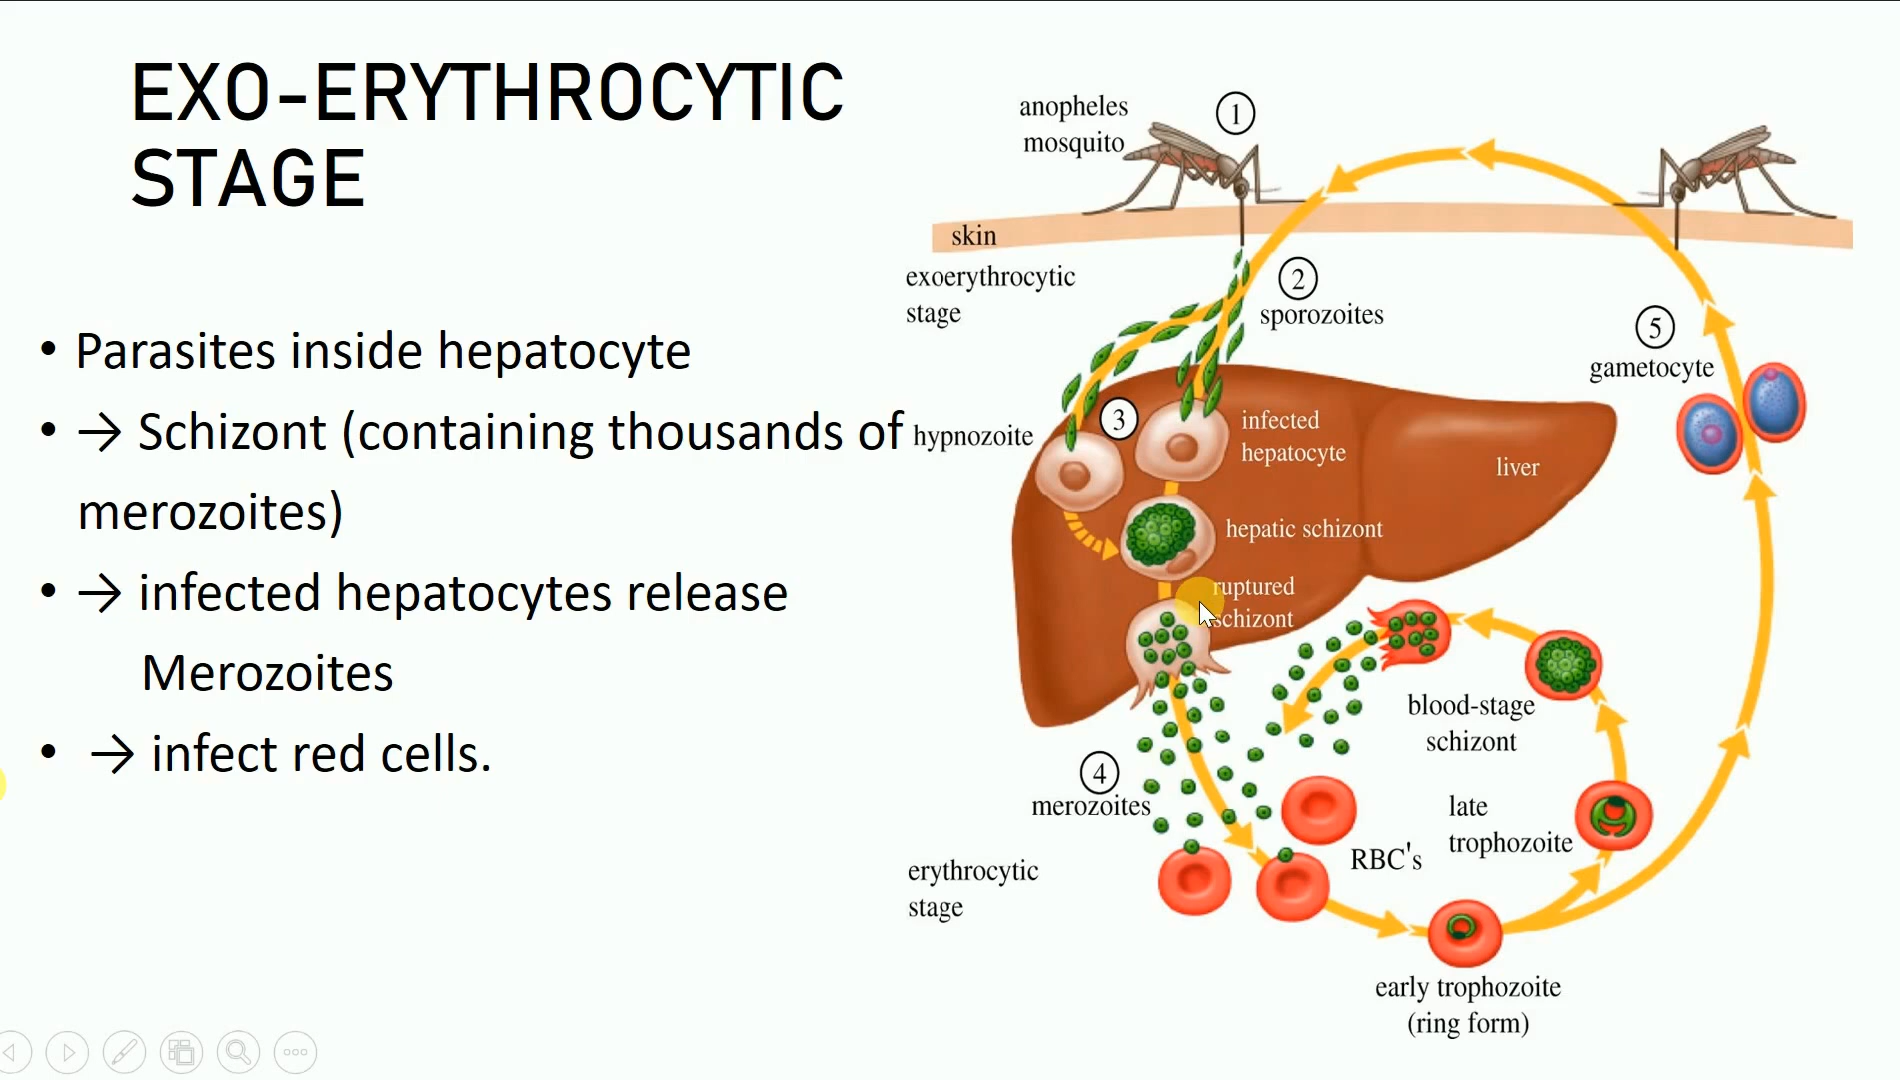 EXO-ERYTHROCYTIC
STAGE
• Parasites inside hepatocyte
• → Schizont (containing thousands of
merozoites)
• → infected hepatocytes release
Merozoites
• → infect red cells.
anopheles
mosquito
1
skin
exoerythrocytic
stage
2
sporozoites
5
gametocyte
3
hypnozoite
infected
hepatocyte
liver
hepatic schizont
ruptured
schizont
blood-stage
schizont
4
merozoites
late
trophozoite
RBC's
erythrocytic
stage
early trophozoite
(ring form)